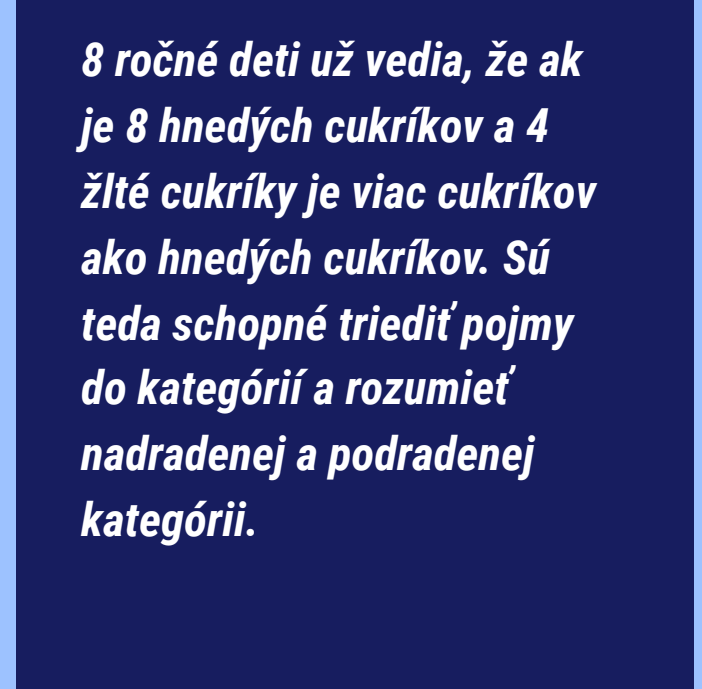 8 ročné deti už vedia, že ak
je 8 hnedých cukríkov a 4
žlté cukríky je viac cukríkov
ako hnedých cukríkov. Sú
teda schopné triediť pojmy
do kategórií a rozumieť
nadradenej a podradenej
kategórii.